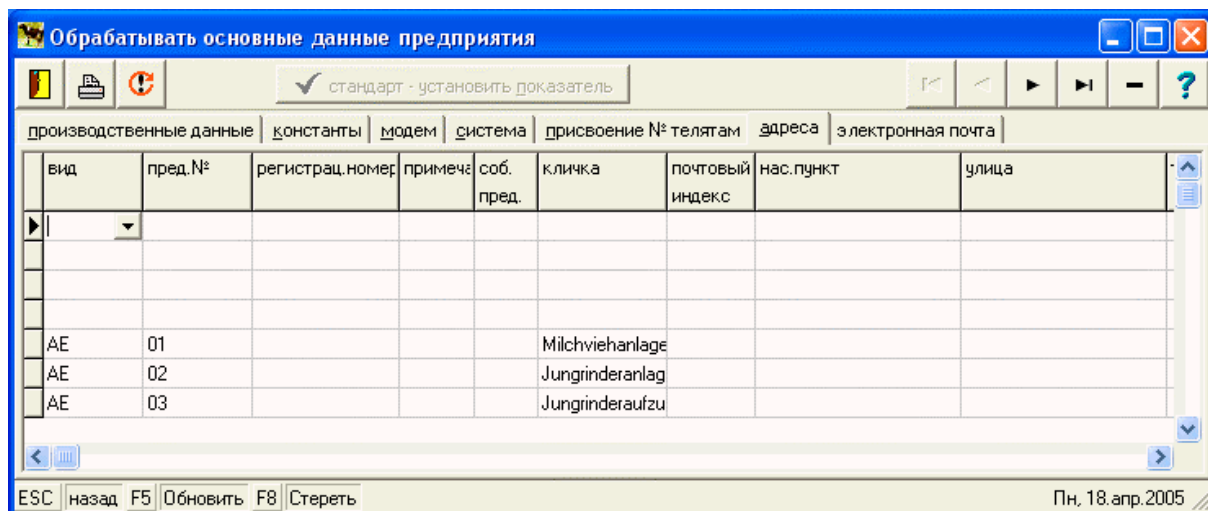 Обрабатывать основные данные предприятия
стандарт - установить показатель
?
производственные данные константы модем система присвоение № телятам адреса электронная почта
вид пред.№ регистрац.номер примеча соб. пред. кличка почтовый индекс нас.пункт улица
AE 01 Milchviehanlage
AE 02 Jungrinderanlag
AE 03 Jungrinderaufzu
ESC назад F5 Обновить F8 Стереть Пн, 18.апр.2005